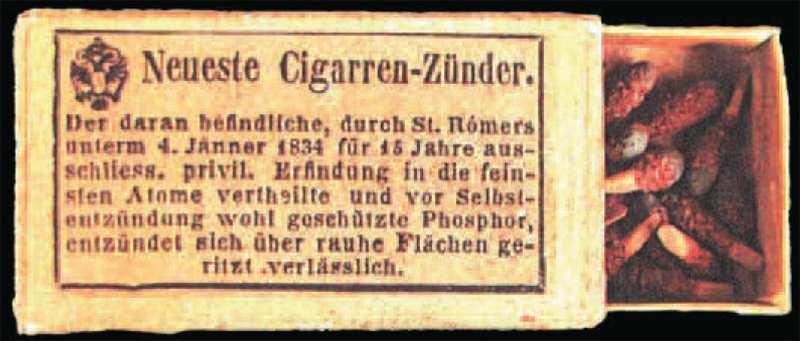 Neueste Cigarren-Zünder.
Der daran befindliche, durch St. Rómers
unterm 4. Jänner 1834 für 15 Jahre aus-
schliess. privil. Erfindung in die fein-
sten Atome vertheilte und vor Selbst-
entzündung wohl geschützte Phosphor,
entzündet sich über rauhe Flächen ge-
ritzt verlässlich.